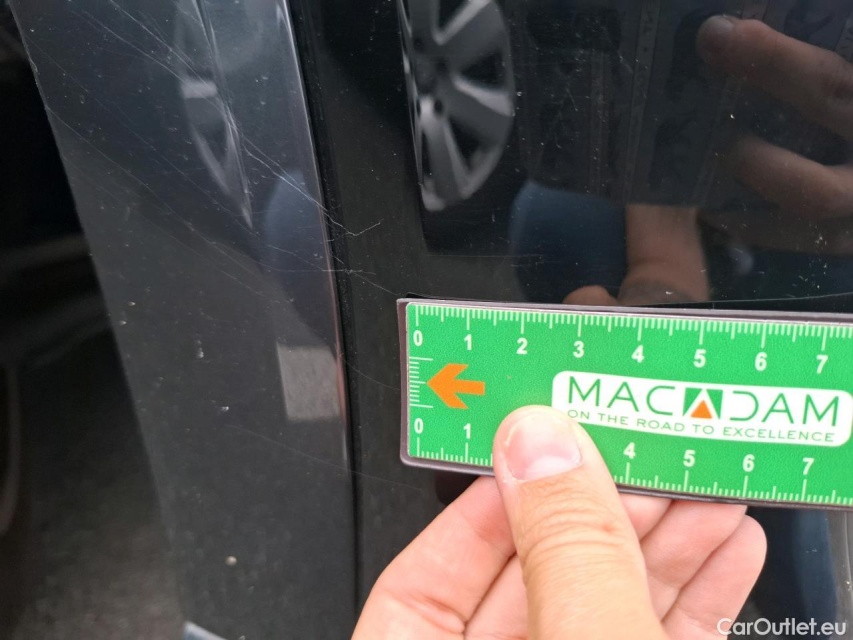 0 1 2 3 4 5 6 7
MACADAM
ON THE ROAD TO EXCELLENCE
0 1 4 5 6 7
CarOutlet.eu